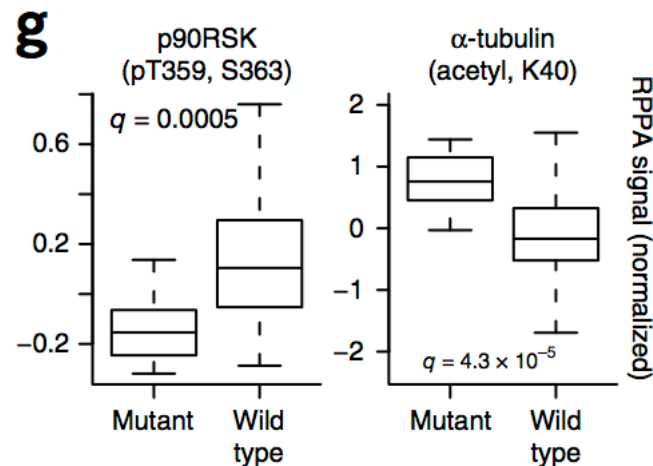 g
p90RSK
(pT359, S363)
q = 0.0005
0.6
0.2
−0.2
Mutant
Wild
type
α-tubulin
(acetyl, K40)
2
1
0
−1
−2
q = 4.3 × 10⁻⁵
Mutant
Wild
type
RPPA signal (normalized)